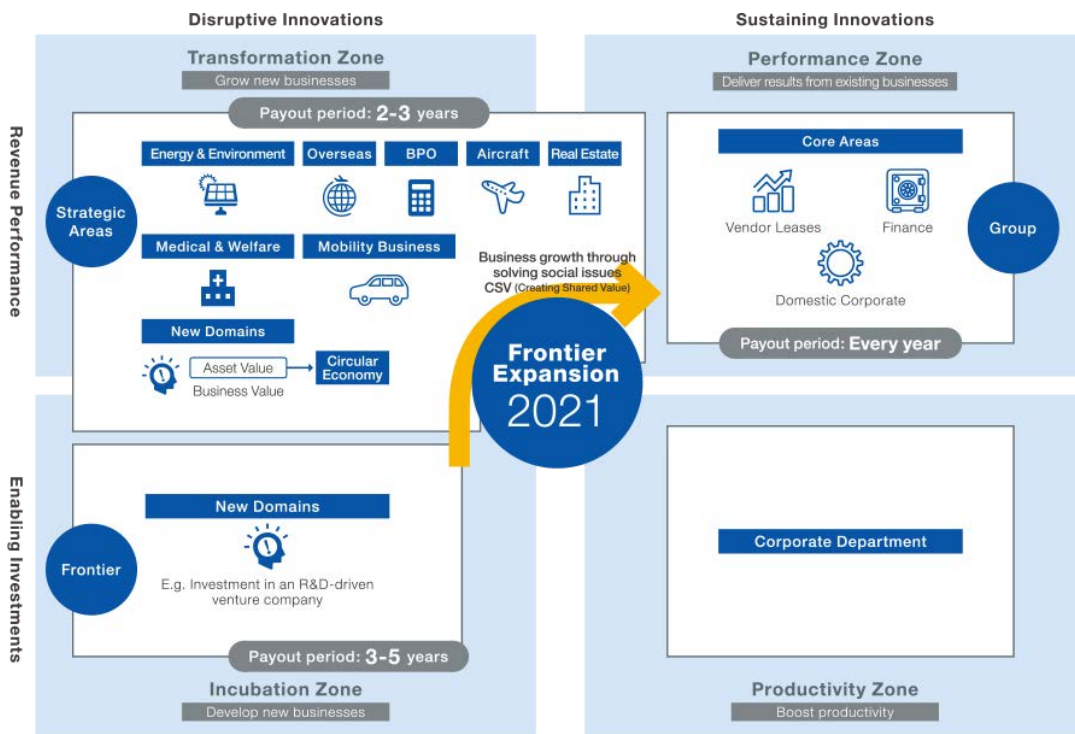 Disruptive Innovations
Sustaining Innovations
Revenue Performance
Enabling Investments
Transformation Zone
Grow new businesses
Payout period: 2-3 years
Strategic
Areas
Energy & Environment
Overseas
BPO
Aircraft
Real Estate
Medical & Welfare
Mobility Business
New Domains
Asset Value
Business Value
Circular
Economy
Business growth through
solving social issues
CSV (Creating Shared Value)
Frontier
Expansion
2021
Performance Zone
Deliver results from existing businesses
Core Areas
Vendor Leases
Finance
Domestic Corporate
Group
Payout period: Every year
Frontier
New Domains
E.g. Investment in an R&D-driven
venture company
Payout period: 3-5 years
Incubation Zone
Develop new businesses
Corporate Department
Productivity Zone
Boost productivity